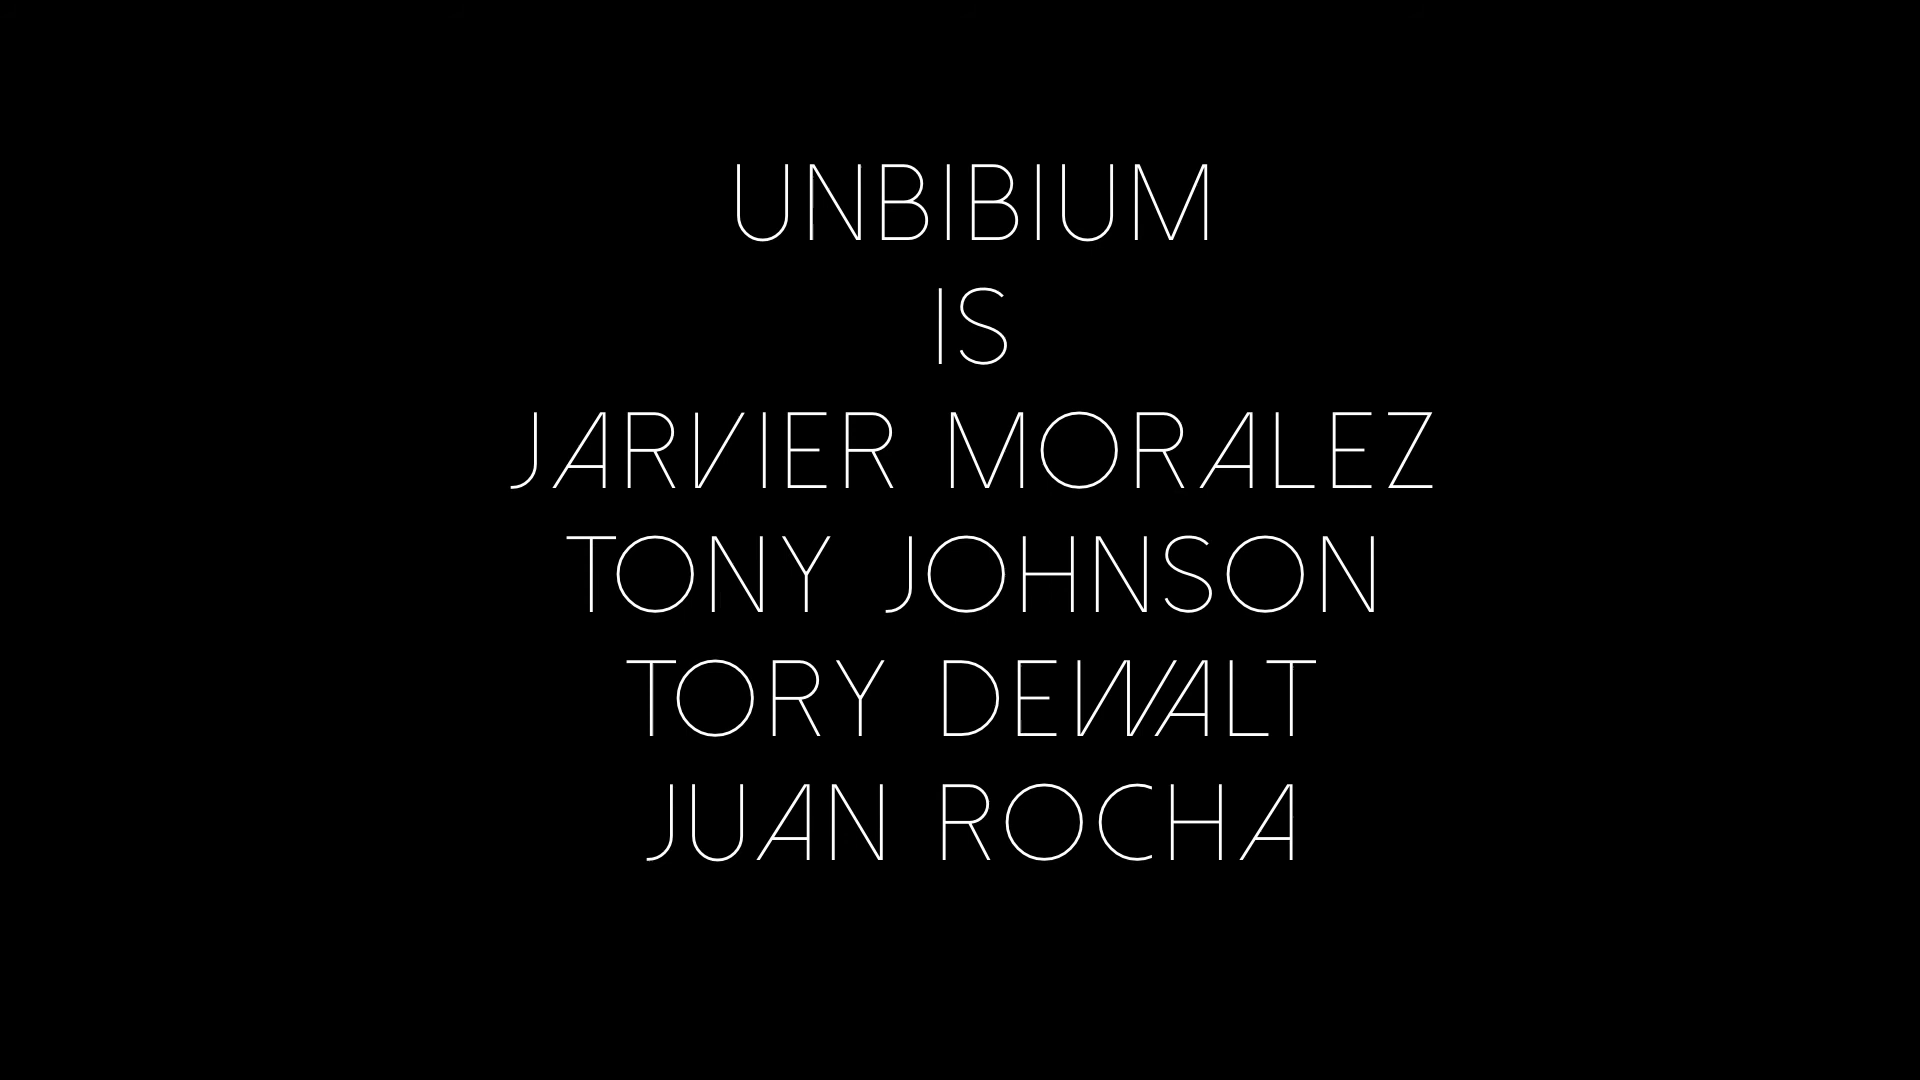 UNBIBIUM
IS
JARVIER MORALEZ
TONY JOHNSON
TORY DEWALT
JUAN ROCHA